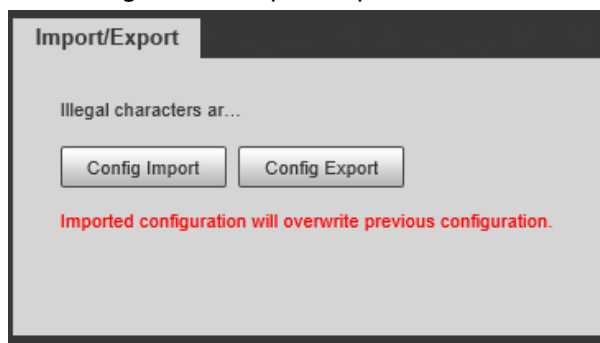 Import/Export
Illegal characters ar...
Config Import Config Export
Imported configuration will overwrite previous configuration.